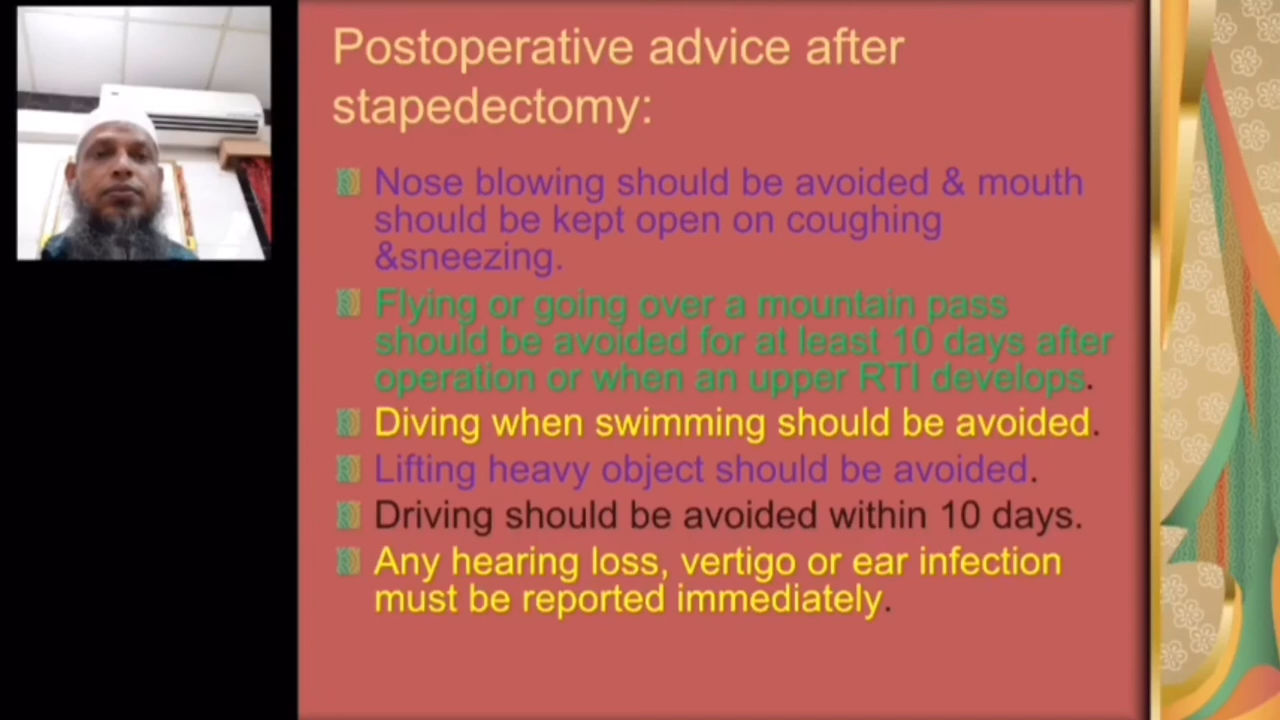 Postoperative advice after
stapedectomy:
Nose blowing should be avoided & mouth
should be kept open on coughing
&sneezing.
Flying or going over a mountain pass
should be avoided for at least 10 days after
operation or when an upper RTI develops.
Diving when swimming should be avoided.
Lifting heavy object should be avoided.
Driving should be avoided within 10 days.
Any hearing loss, vertigo or ear infection
must be reported immediately.